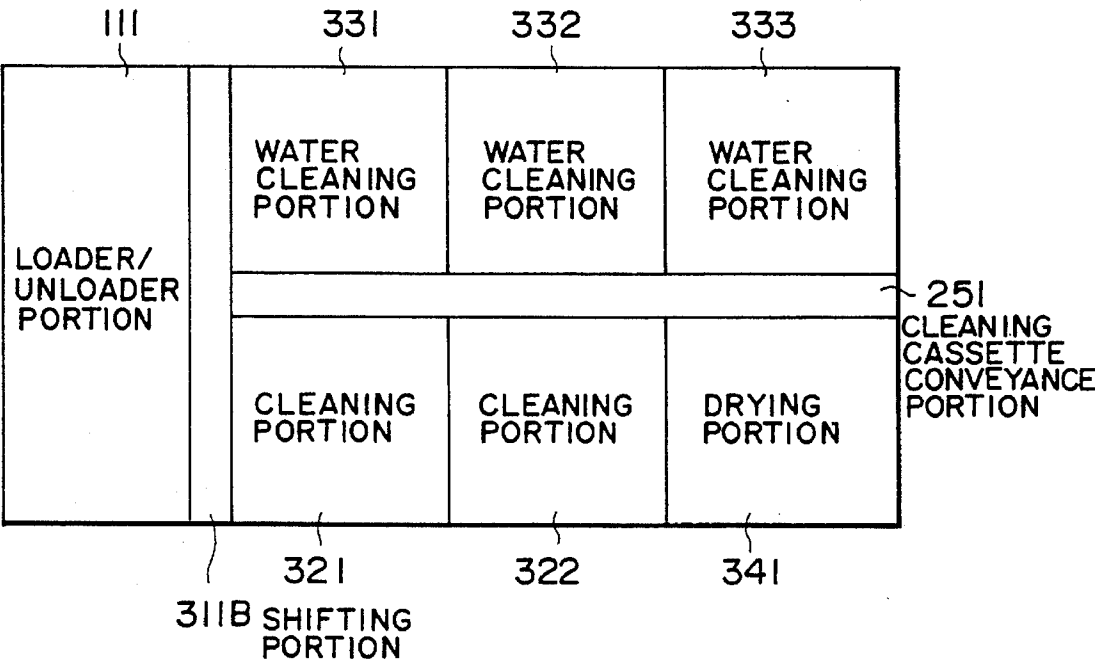 111
331
332
333
WATER
CLEANING
PORTION
WATER
CLEANING
PORTION
WATER
CLEANING
PORTION
LOADER/
UNLOADER
PORTION
251
CLEANING
CASSETTE
CONVEYANCE
PORTION
CLEANING
PORTION
CLEANING
PORTION
DRYING
PORTION
321
322
341
311B SHIFTING
PORTION